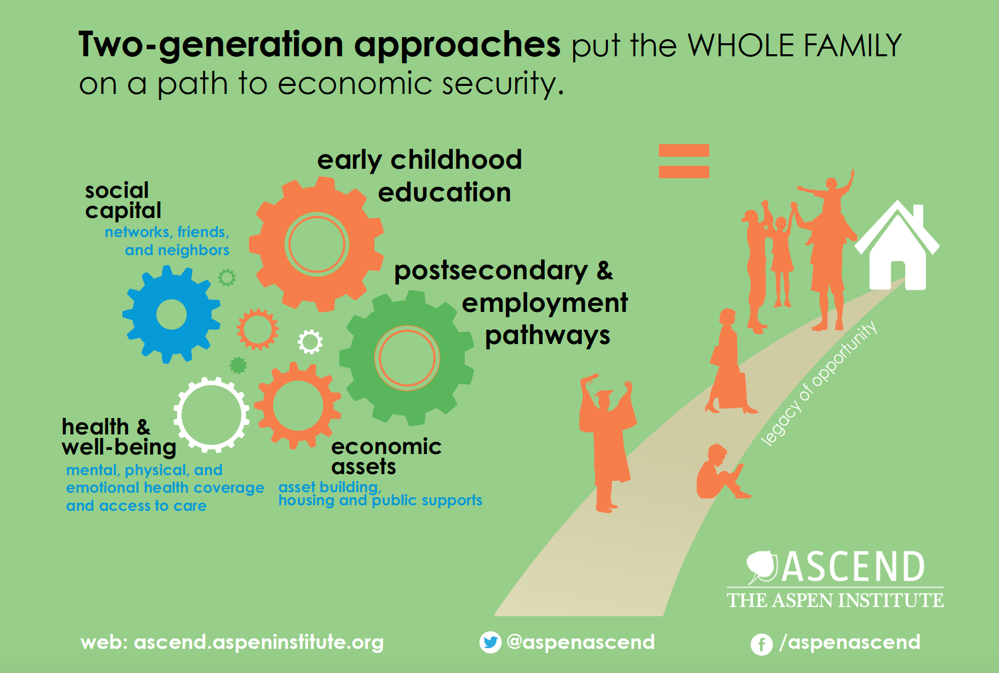 Two-generation approaches put the WHOLE FAMILY
on a path to economic security.
early childhood
education
social
capital
networks, friends,
and neighbors
postsecondary &
employment
pathways
health &
well-being
mental, physical, and
emotional health coverage
and access to care
economic
assets
asset building,
housing and public supports
legacy of opportunity
ASCEND
THE ASPEN INSTITUTE
web: ascend.aspeninstitute.org
@aspenascend
/aspenascend